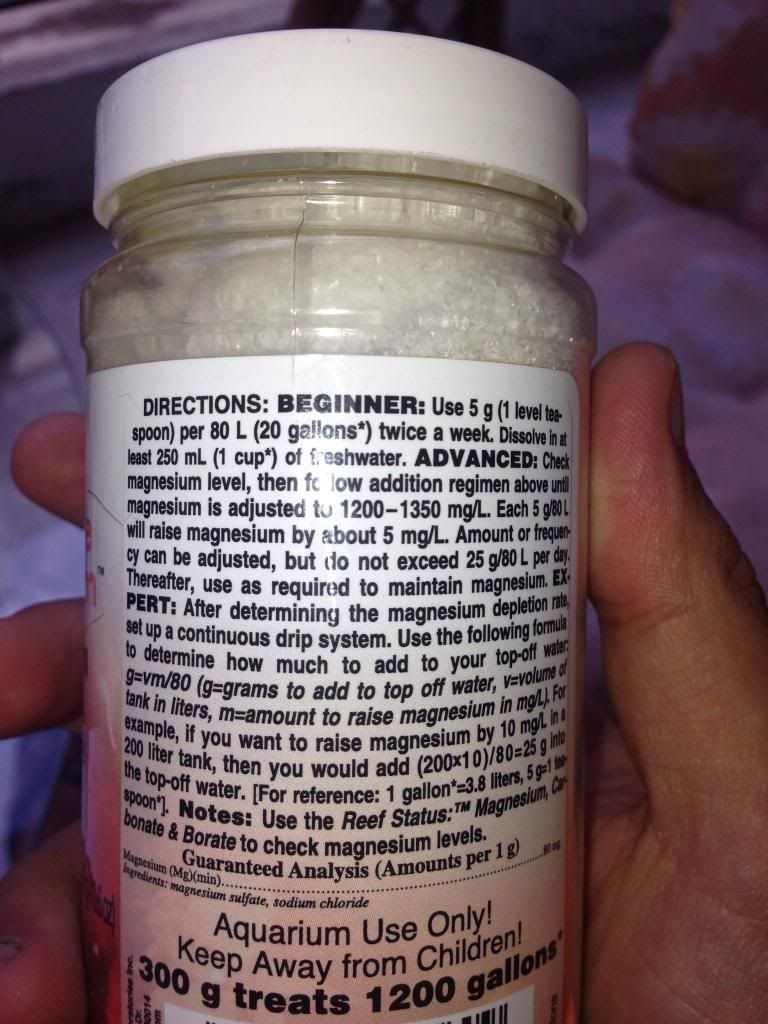 DIRECTIONS: BEGINNER: Use 5 g (1 level tea-
spoon) per 80 L (20 gallons*) twice a week. Dissolve in at
least 250 mL (1 cup*) of freshwater. ADVANCED: Check
magnesium level, then follow addition regimen above until
magnesium is adjusted to 1200–1350 mg/L. Each 5 g/80 L
will raise magnesium by about 5 mg/L. Amount or frequen-
cy can be adjusted, but do not exceed 25 g/80 L per day.
Thereafter, use as required to maintain magnesium. EX-
PERT: After determining the magnesium depletion rate,
set up a continuous drip system. Use the following formula
to determine how much to add to your top-off water:
g=vm/80 (g=grams to add to top off water, v=volume of
tank in liters, m=amount to raise magnesium in mg/L). For
example, if you want to raise magnesium by 10 mg/L in a
200 liter tank, then you would add (200x10)/80=25 g into
the top-off water. [For reference: 1 gallon*=3.8 liters, 5 g=1 tea-
spoon*]. Notes: Use the Reef Status:™ Magnesium, Car-
bonate & Borate to check magnesium levels.
Guaranteed Analysis (Amounts per 1 g)
Magnesium (Mg)(min)..........80 mg
Ingredients: magnesium sulfate, sodium chloride
Aquarium Use Only!
Keep Away from Children!
300 g treats 1200 gallons*